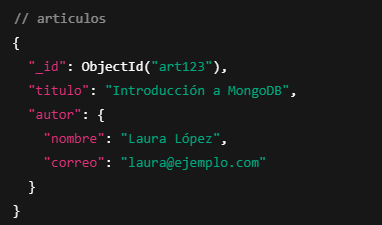 // articulos
{
  "_id": ObjectId("art123"),
  "titulo": "Introducción a MongoDB",
  "autor": {
    "nombre": "Laura López",
    "correo": "laura@ejemplo.com"
  }
}